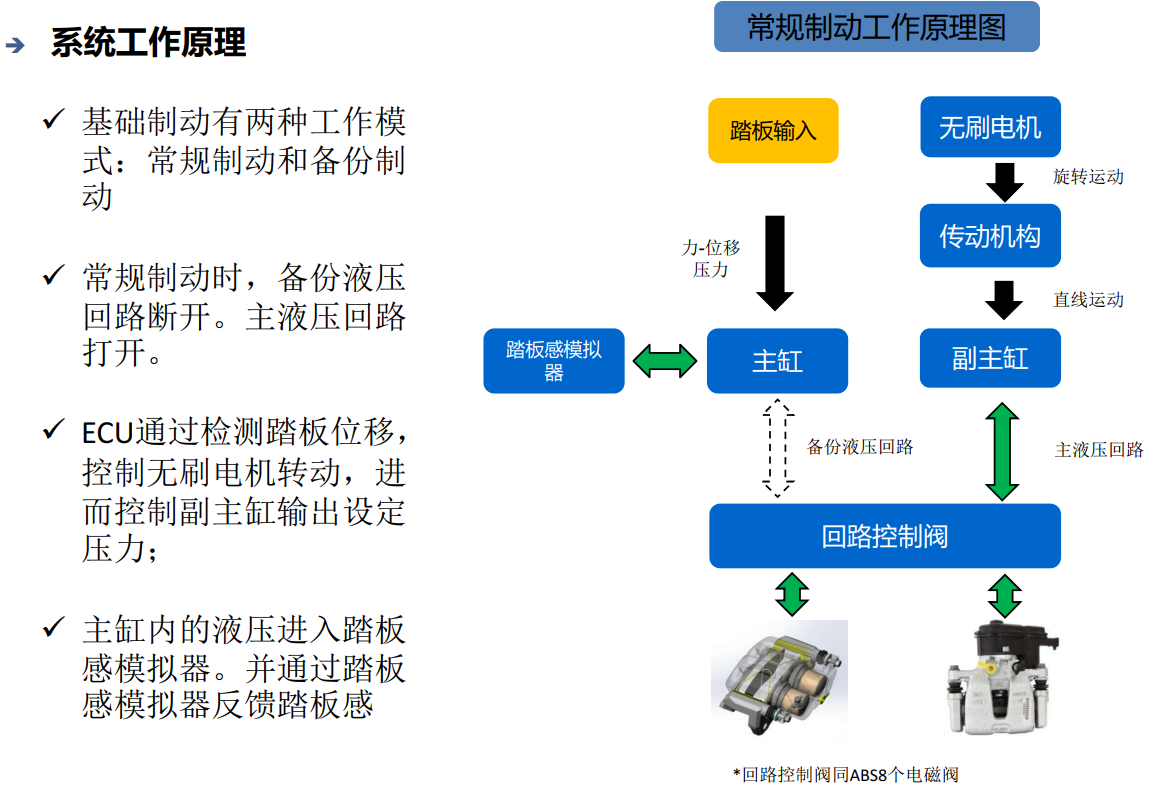 系统工作原理
基础制动有两种工作模
式：常规制动和备份制
动
常规制动时，备份液压
回路断开。主液压回路
打开。
ECU通过检测踏板位移，
控制无刷电机转动，进
而控制副主缸输出设定
压力；
主缸内的液压进入踏板
感模拟器。并通过踏板
感模拟器反馈踏板感
常规制动工作原理图
踏板输入
无刷电机
旋转运动
传动机构
力-位移
压力
直线运动
踏板感模拟
器
主缸
副主缸
备份液压回路
主液压回路
回路控制阀
*回路控制阀同ABS8个电磁阀